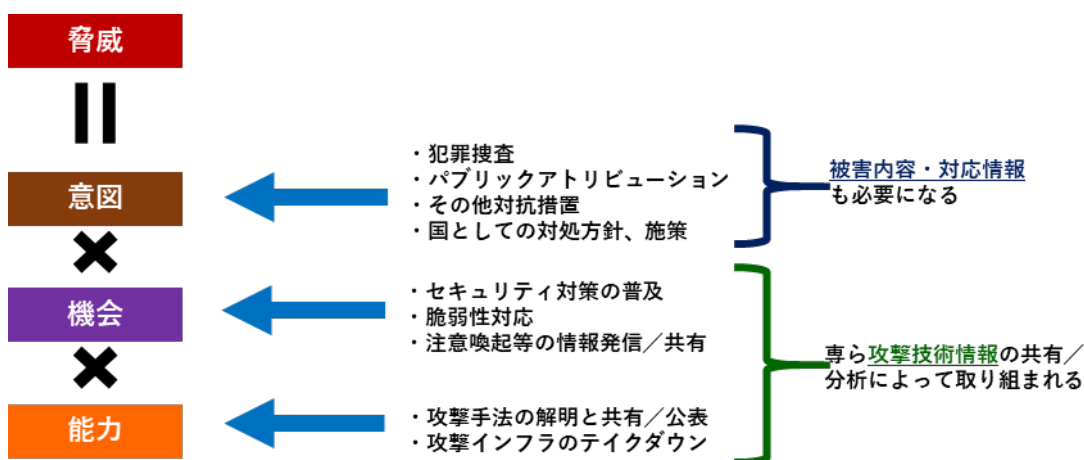 脅威
=
意図
×
機会
×
能力
・犯罪捜査
・パブリックアトリビューション
・その他対抗措置
・国としての対処方針、施策
・セキュリティ対策の普及
・脆弱性対応
・注意喚起等の情報発信／共有
・攻撃手法の解明と共有／公表
・攻撃インフラのテイクダウン
被害内容・対応情報
も必要になる
専ら攻撃技術情報の共有／
分析によって取り組まれる